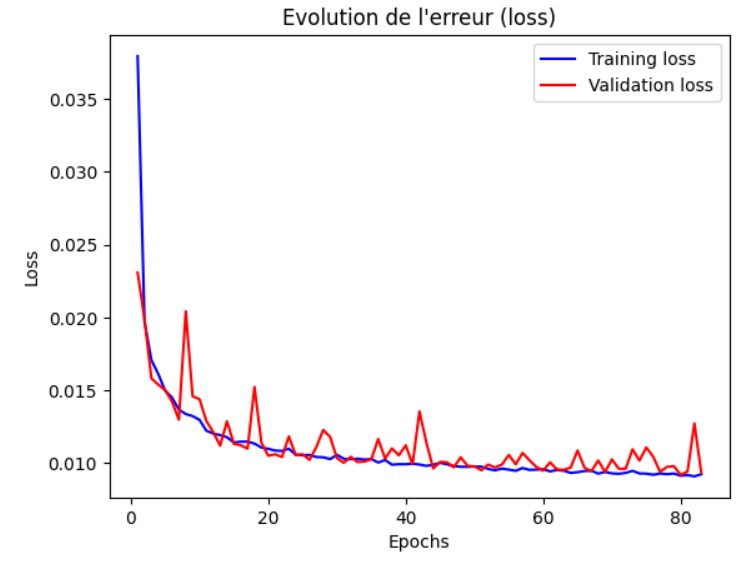 Evolution de l'erreur (loss)
Training loss
Validation loss
0.035
0.030
0.025
0.020
0.015
0.010
Loss
0 20 40 60 80
Epochs